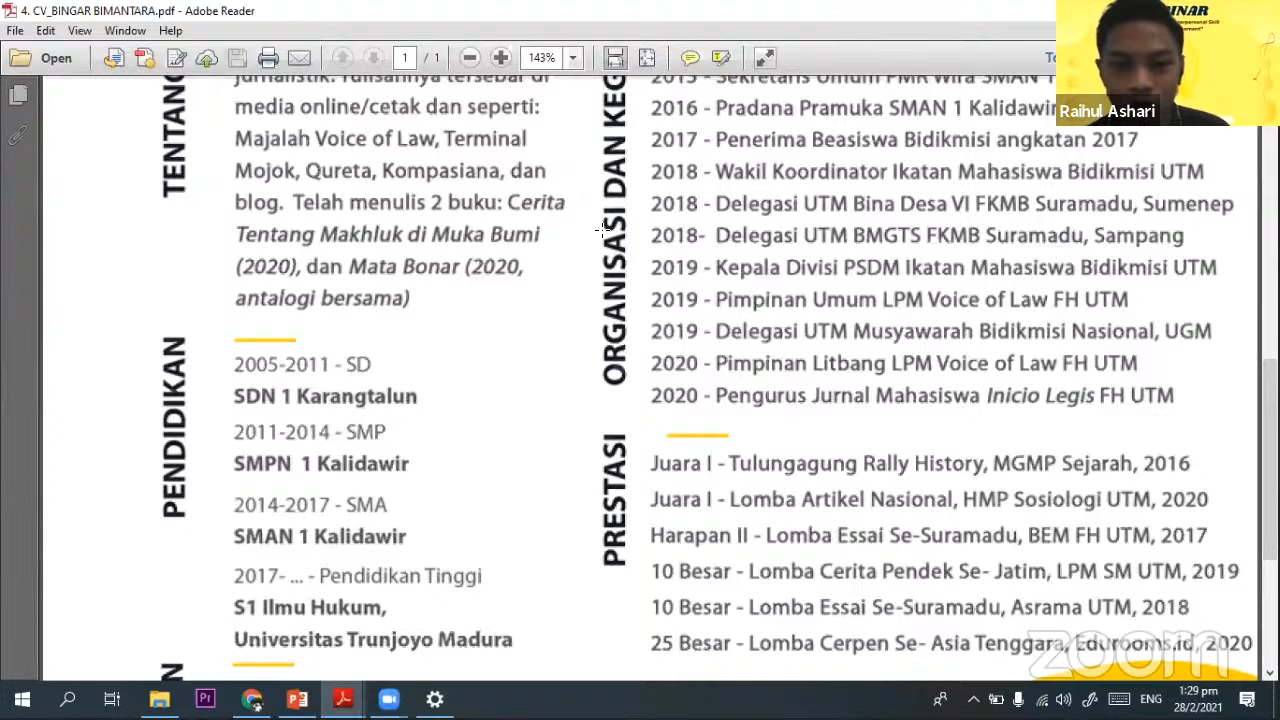 4. CV_BINGAR BIMANTARA.pdf - Adobe Reader
File Edit View Window Help
Open
1 / 1
143%
INAR
Raihul Ashari
TENTANG
media online/cetak dan seperti:
Majalah Voice of Law, Terminal
Mojok, Qureta, Kompasiana, dan
blog. Telah menulis 2 buku: Cerita
Tentang Makhluk di Muka Bumi
(2020), dan Mata Bonar (2020,
antalogi bersama)
PENDIDIKAN
2005-2011 - SD
SDN 1 Karangtalun
2011-2014 - SMP
SMPN 1 Kalidawir
2014-2017 - SMA
SMAN 1 Kalidawir
2017- ... - Pendidikan Tinggi
S1 Ilmu Hukum,
Universitas Trunjoyo Madura
N
ORGANISASI DAN KEG
2015 - Sekretaris Umum PMR Wira SMAN 1
2016 - Pradana Pramuka SMAN 1 Kalidawir
2017 - Penerima Beasiswa Bidikmisi angkatan 2017
2018 - Wakil Koordinator Ikatan Mahasiswa Bidikmisi UTM
2018 - Delegasi UTM Bina Desa VI FKMB Suramadu, Sumenep
2018- Delegasi UTM BMGTS FKMB Suramadu, Sampang
2019 - Kepala Divisi PSDM Ikatan Mahasiswa Bidikmisi UTM
2019 - Pimpinan Umum LPM Voice of Law FH UTM
2019 - Delegasi UTM Musyawarah Bidikmisi Nasional, UGM
2020 - Pimpinan Litbang LPM Voice of Law FH UTM
2020 - Pengurus Jurnal Mahasiswa Inicio Legis FH UTM
PRESTASI
Juara I - Tulungagung Rally History, MGMP Sejarah, 2016
Juara I - Lomba Artikel Nasional, HMP Sosiologi UTM, 2020
Harapan II - Lomba Essai Se-Suramadu, BEM FH UTM, 2017
10 Besar - Lomba Cerita Pendek Se- Jatim, LPM SM UTM, 2019
10 Besar - Lomba Essai Se-Suramadu, Asrama UTM, 2018
25 Besar - Lomba Cerpen Se- Asia Tenggara, edurooms.id, 2020
zoom
ENG
1:29 pm
28/2/2021